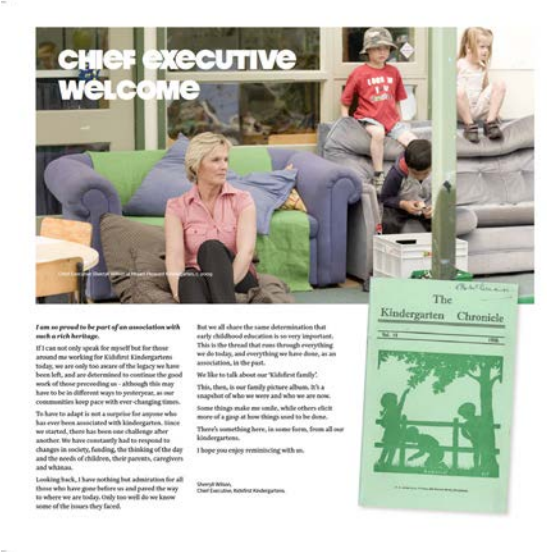 CHIEF EXECUTIVE
WELCOME
Chief Executive Sherryll Wilson at Mount Pleasant Kindergarten,
I am so proud to be part of an association with
such a rich heritage.
If I can not only speak for myself but for those
around me working for Kidsfirst Kindergartens
today, we are only too aware of the legacy we have
been left, and are determined to continue the good
work of those preceeding us - although this may
have to be in different ways to yesteryear, as our
communities keep pace with ever-changing times.
To have to adapt is not a surprise for anyone who
has ever been associated with kindergarten. Since
we started, there has been one challenge after
another. We have constantly had to respond to
changes in society, funding, the thinking of the day
and the needs of children, their parents, caregivers
and whānau.
Looking back, I have nothing but admiration for all
those who have gone before us and paved the way
to where we are today. Only too well do we know
some of the issues they faced.
But we all share the same determination that
early childhood education is so very important.
This is the thread that runs through everything
we do today, and everything we have done, as an
association, in the past.
We like to talk about our 'Kidsfirst family'.
This, then, is our family picture album. It's a
snapshot of who we were and who we are now.
Some things make me smile, while others elicit
more of a gasp at how things used to be done.
There's something here, in some form, from all our
kindergartens.
I hope you enjoy reminiscing with us.
Sherryll Wilson,
Chief Executive, Kidsfirst Kindergartens.
The
Kindergarten Chronicle